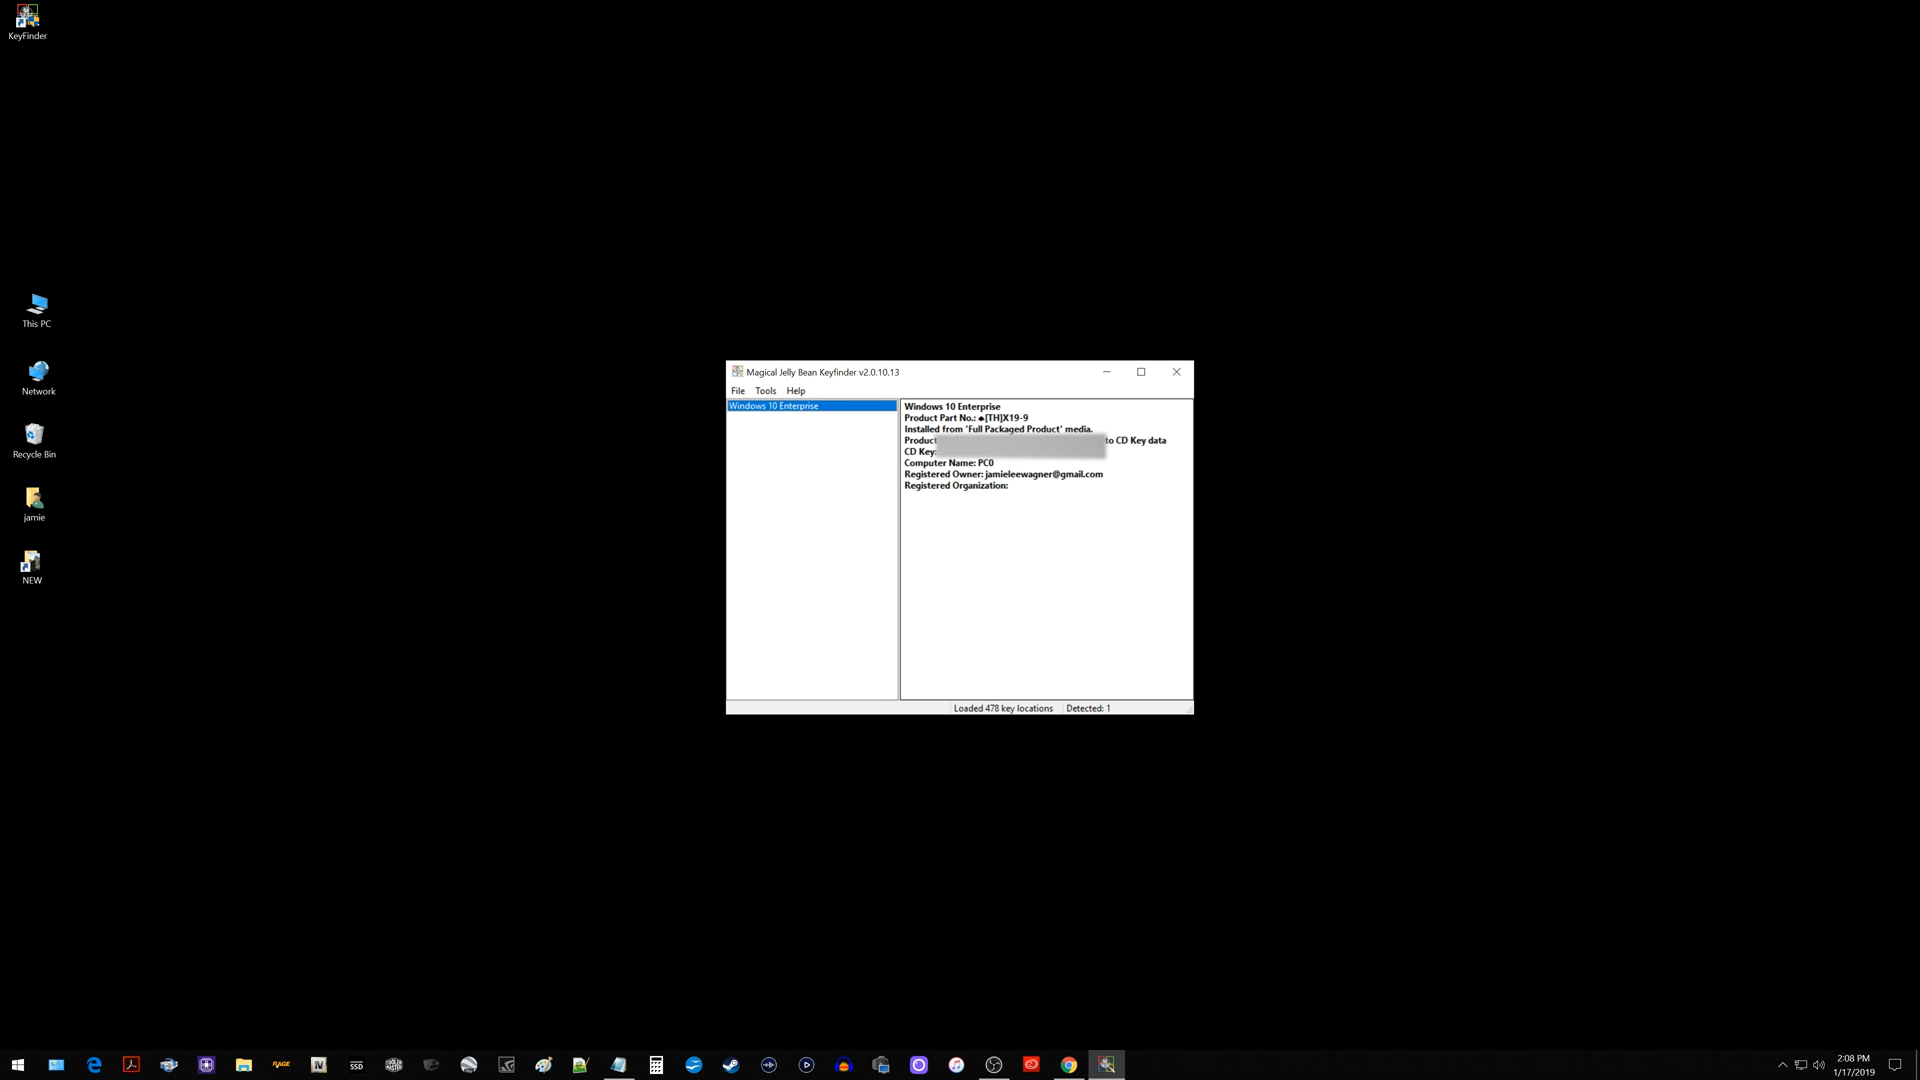 KeyFinder
This PC
Network
Recycle Bin
jamie
NEW
Magical Jelly Bean Keyfinder v2.0.10.13
File Tools Help
Windows 10 Enterprise
Windows 10 Enterprise
Product Part No.: ♠[TH]X19-9
Installed from 'Full Packaged Product' media.
Product to CD Key data
CD Key:
Computer Name: PC0
Registered Owner: jamieleewagner@gmail.com
Registered Organization:
Loaded 478 key locations Detected: 1
RAGE
SSD
2:08 PM
1/17/2019